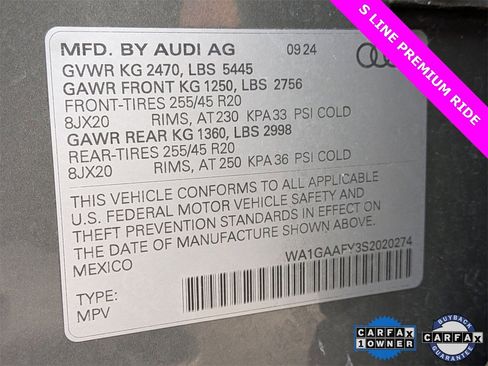 S LINE PREMIUM RIDE
MFD. BY AUDI AG 09 24
GVWR KG 2470, LBS 5445
GAWR FRONT KG 1250, LBS 2756
FRONT-TIRES 255/45 R20
8JX20 RIMS, AT 230 KPA 33 PSI COLD
GAWR REAR KG 1360, LBS 2998
REAR-TIRES 255/45 R20
8JX20 RIMS, AT 250 KPA 36 PSI COLD
THIS VEHICLE CONFORMS TO ALL APPLICABLE
U.S. FEDERAL MOTOR VEHICLE SAFETY AND
THEFT PREVENTION STANDARDS IN EFFECT ON
THE DATE OF MANUFACTURE SHOWN ABOVE.
MEXICO
WA1GAAFY3S2020274
TYPE:
MPV
CARFAX
1 OWNER
BUYBACK
CARFAX
GUARANTEE